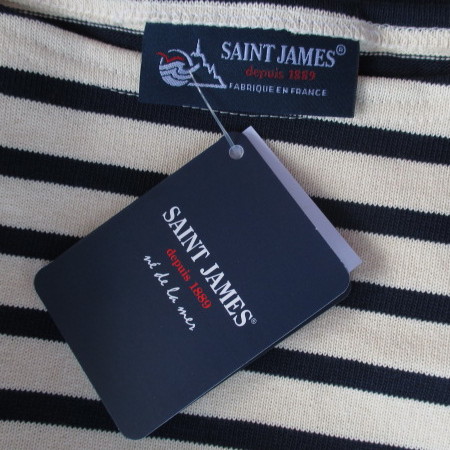 SAINT JAMES®
depuis 1889
FABRIQUE EN FRANCE
SAINT JAMES®
depuis 1889
né de la mer